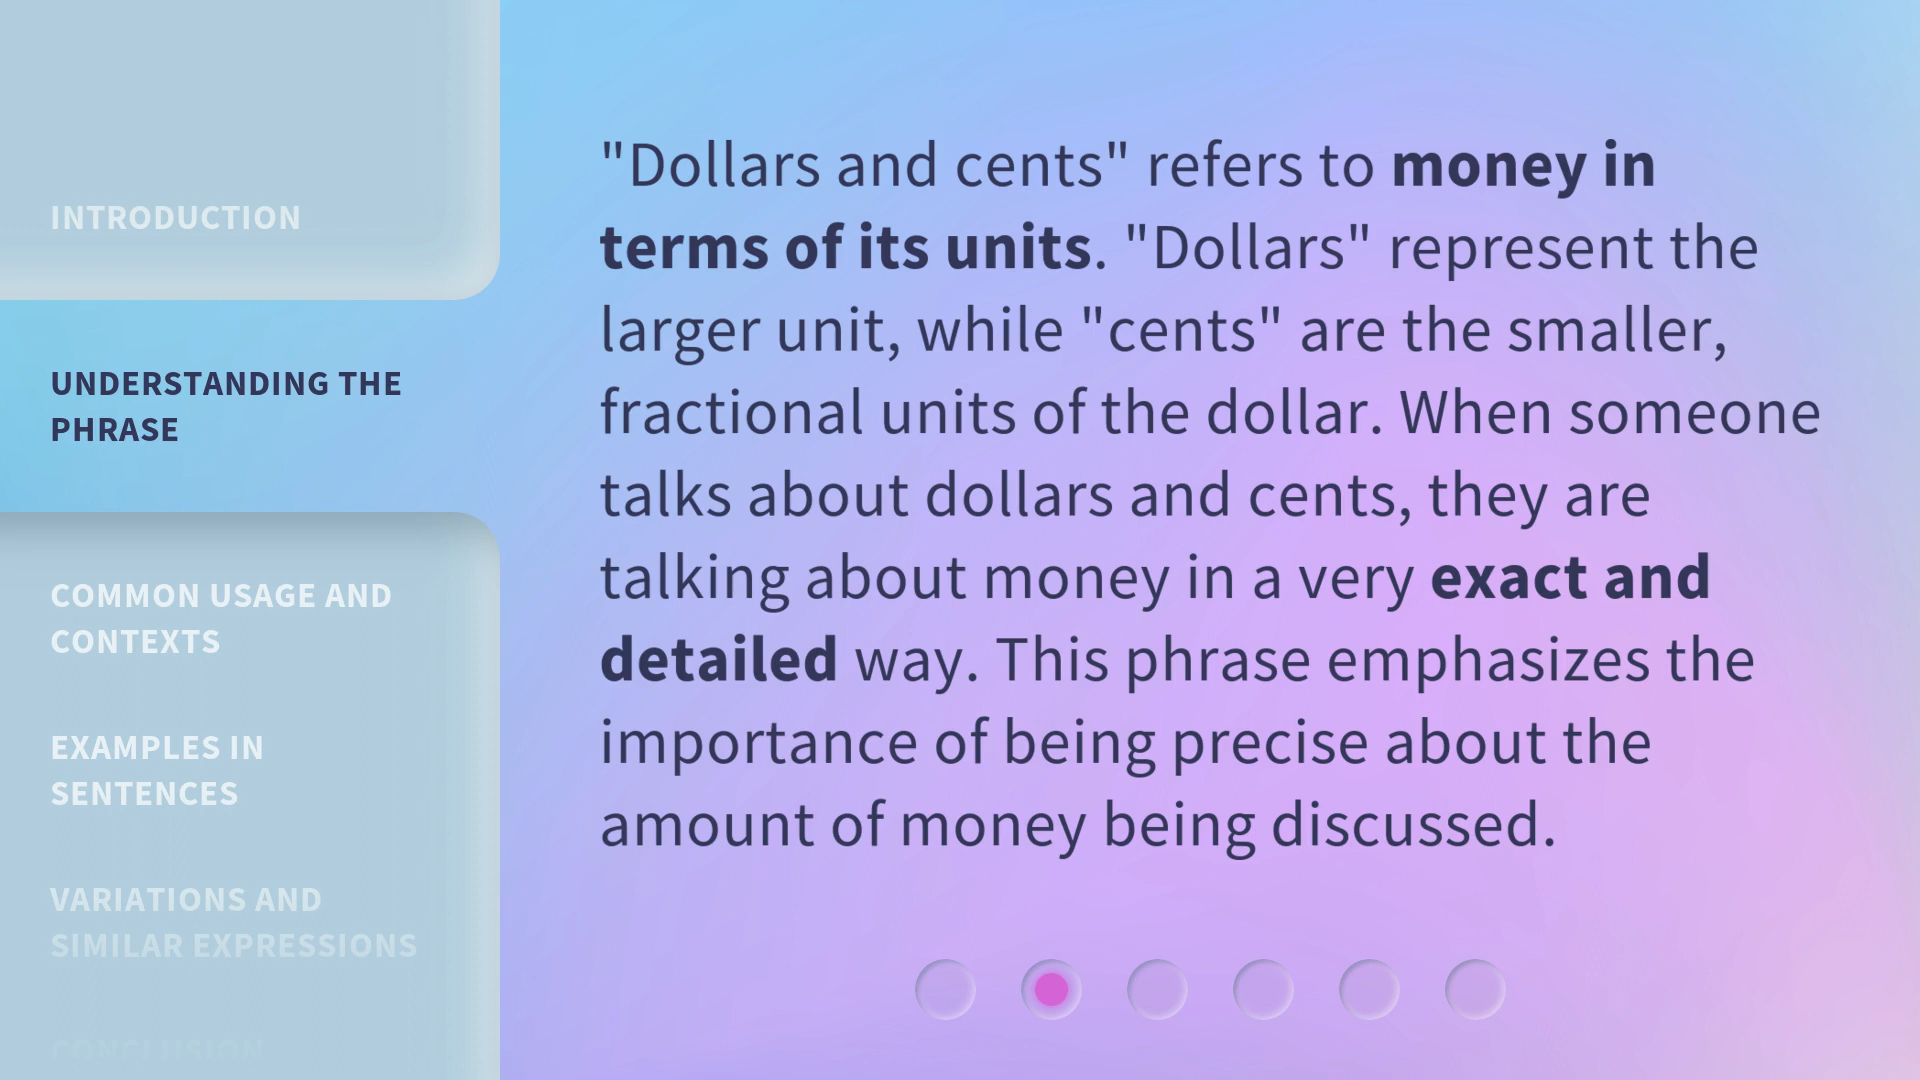 INTRODUCTION
UNDERSTANDING THE
PHRASE
COMMON USAGE AND
CONTEXTS
EXAMPLES IN
SENTENCES
VARIATIONS AND
SIMILAR EXPRESSIONS
CONCLUSION
"Dollars and cents" refers to money in
terms of its units. "Dollars" represent the
larger unit, while "cents" are the smaller,
fractional units of the dollar. When someone
talks about dollars and cents, they are
talking about money in a very exact and
detailed way. This phrase emphasizes the
importance of being precise about the
amount of money being discussed.